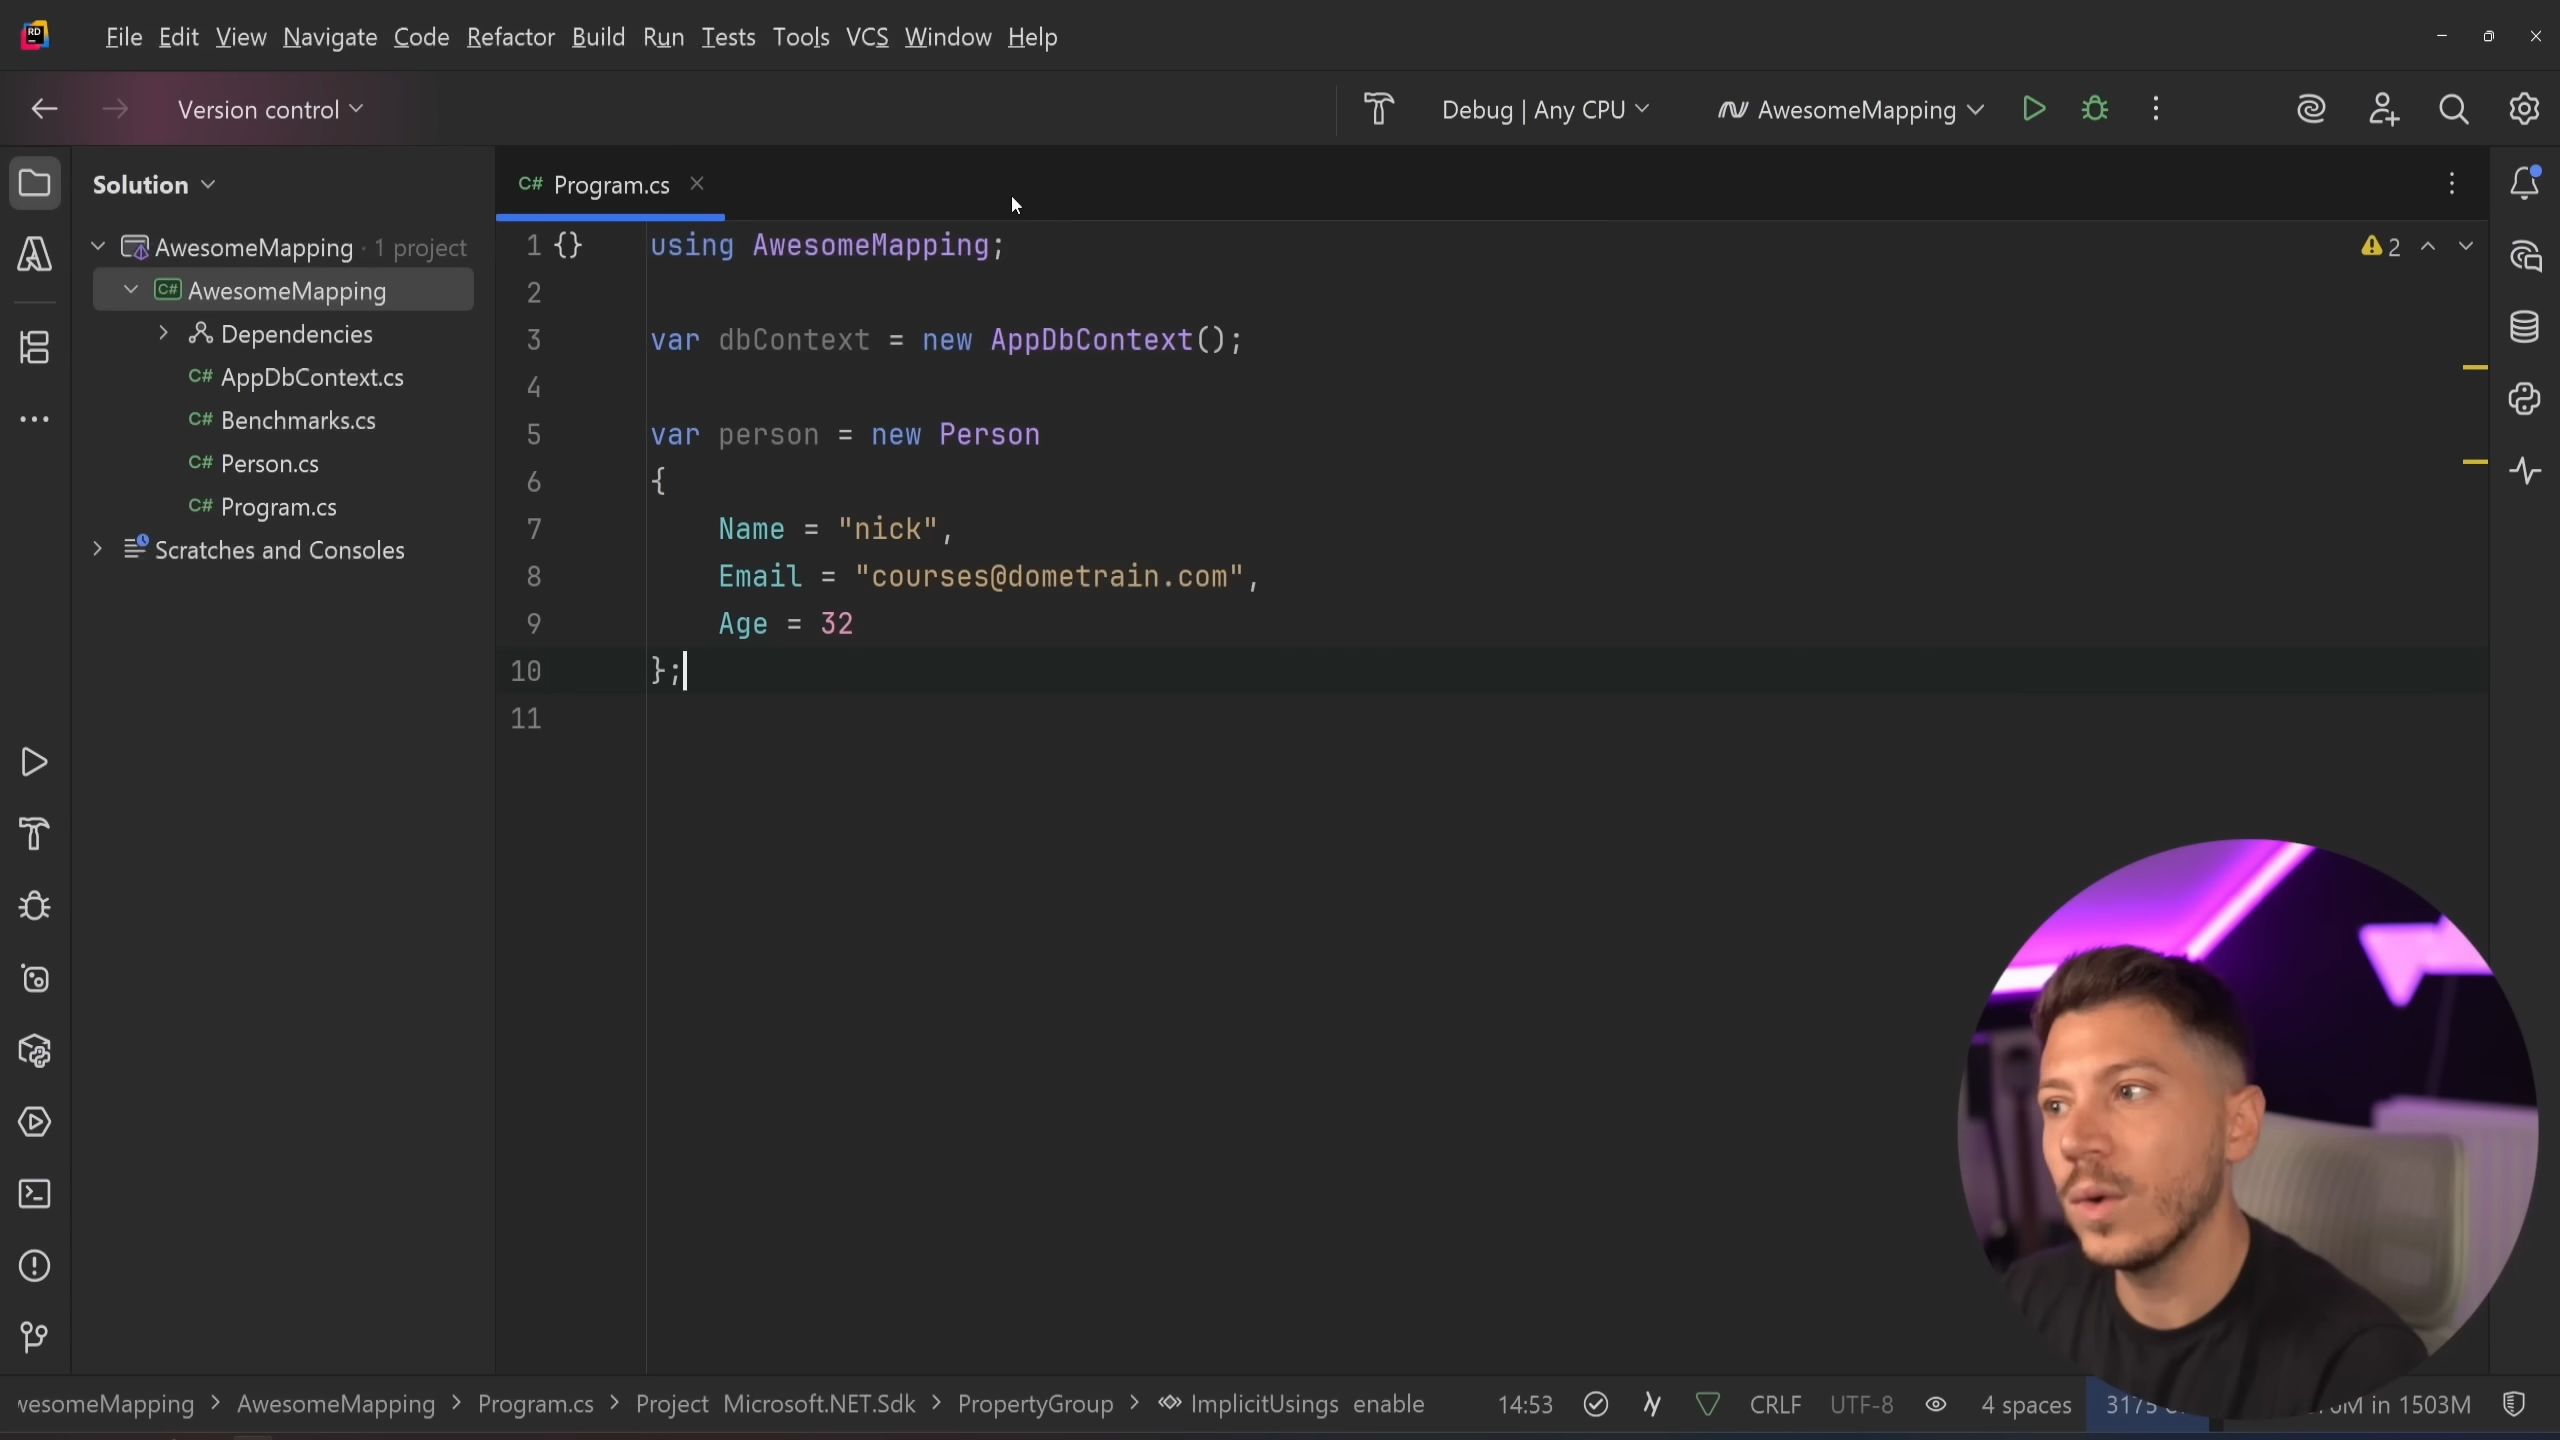 RD
File Edit View Navigate Code Refactor Build Run Tests Tools VCS Window Help
Version control
Debug | Any CPU
AwesomeMapping
Solution
C# Program.cs
AwesomeMapping · 1 project
C# AwesomeMapping
Dependencies
C# AppDbContext.cs
C# Benchmarks.cs
C# Person.cs
C# Program.cs
Scratches and Consoles
2
1 {} using AwesomeMapping;
2
3 var dbContext = new AppDbContext();
4
5 var person = new Person
6 {
7 Name = "nick",
8 Email = "courses@dometrain.com",
9 Age = 32
10 };
11
wesomeMapping > AwesomeMapping > Program.cs > Project Microsoft.NET.Sdk > PropertyGroup > ImplicitUsings enable
14:53 CRLF UTF-8 4 spaces 3175 in 1503M